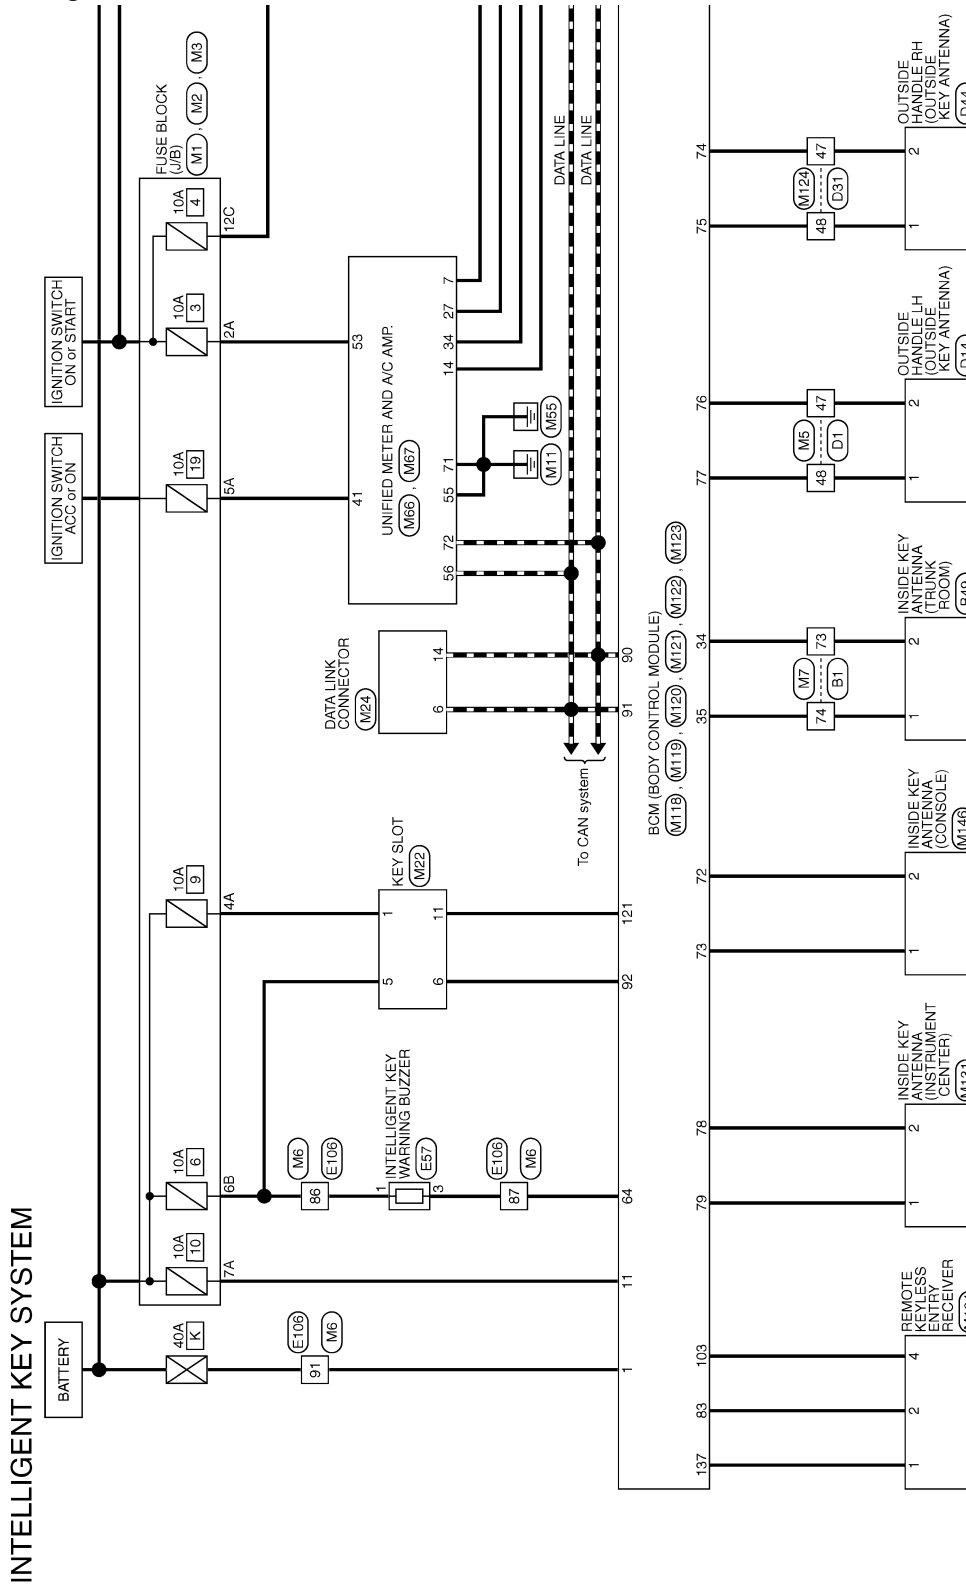 INTELLIGENT KEY SYSTEM
BATTERY
IGNITION SWITCH
ACC or ON
IGNITION SWITCH
ON or START
40A
K
10A
10
10A
6
10A
9
10A
19
10A
3
10A
4
FUSE BLOCK
(J/B)
M1 , M2 , M3
7A
6B
4A
5A
2A
12C
E106
91
M6
M6
86
E106
1
INTELLIGENT KEY
WARNING BUZZER
E57
3
E106
87
M6
KEY SLOT
M22
5
1
6
11
DATA LINK
CONNECTOR
M24
6
14
41
53
UNIFIED METER AND A/C AMP.
M66 , M67
56
72
55
71
14
34
27
7
M11
M55
DATA LINE
DATA LINE
To CAN system
1
11
64
92
121
91
90
BCM (BODY CONTROL MODULE)
M118 , M119 , M120 , M121 , M122 , M123
137
83
103
79
78
73
72
35
34
77
76
75
74
M7
74
73
B1
M5
48
47
D1
M124
48
47
D31
REMOTE
KEYLESS
ENTRY
RECEIVER
1
2
4
INSIDE KEY
ANTENNA
(INSTRUMENT
CENTER)
M131
1
2
INSIDE KEY
ANTENNA
(CONSOLE)
M146
1
2
INSIDE KEY
ANTENNA
(TRUNK
ROOM)
B49
1
2
OUTSIDE
HANDLE LH
(OUTSIDE
KEY ANTENNA)
D14
1
2
OUTSIDE
HANDLE RH
(OUTSIDE
KEY ANTENNA)
1
2